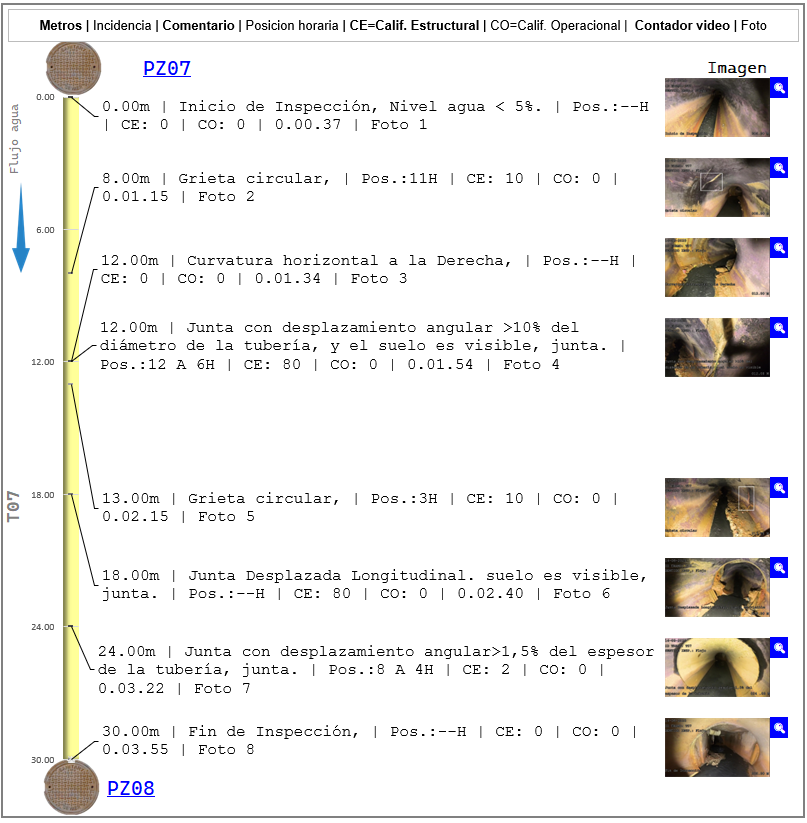 Metros | Incidencia | Comentario | Posicion horaria | CE=Calif. Estructural | CO=Calif. Operacional | Contador video | Foto
PZ07
Imagen
0.00
0.00m | Inicio de Inspección, Nivel agua < 5%. | Pos.:--H
| CE: 0 | CO: 0 | 0.00.37 | Foto 1
Flujo agua
8.00m | Grieta circular, | Pos.:11H | CE: 10 | CO: 0 |
0.01.15 | Foto 2
6.00
12.00m | Curvatura horizontal a la Derecha, | Pos.:--H |
CE: 0 | CO: 0 | 0.01.34 | Foto 3
12.00m | Junta con desplazamiento angular >10% del
diámetro de la tubería, y el suelo es visible, junta. |
Pos.:12 A 6H | CE: 80 | CO: 0 | 0.01.54 | Foto 4
12.00
T07
18.00
13.00m | Grieta circular, | Pos.:3H | CE: 10 | CO: 0 |
0.02.15 | Foto 5
18.00m | Junta Desplazada Longitudinal. suelo es visible,
junta. | Pos.:--H | CE: 80 | CO: 0 | 0.02.40 | Foto 6
24.00
24.00m | Junta con desplazamiento angular>1,5% del espesor
de la tubería, junta. | Pos.:8 A 4H | CE: 2 | CO: 0 |
0.03.22 | Foto 7
30.00m | Fin de Inspección, | Pos.:--H | CE: 0 | CO: 0 |
0.03.55 | Foto 8
30.00
PZ08